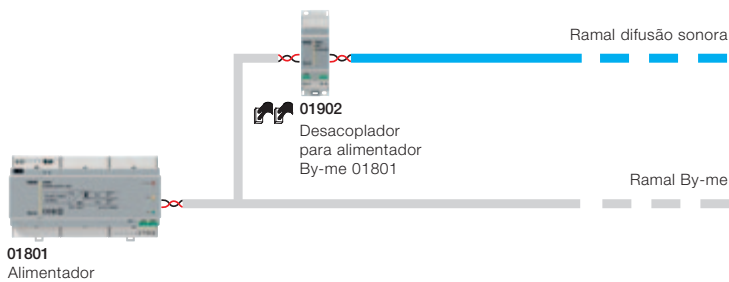 Ramal difusão sonora
01902
Desacoplador
para alimentador
By-me 01801
Ramal By-me
01801
Alimentador